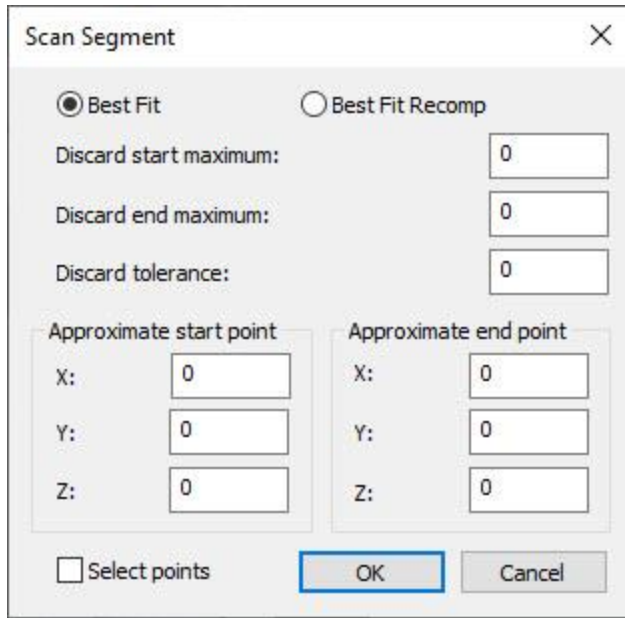 Scan Segment
Best Fit Best Fit Recomp
Discard start maximum: 0
Discard end maximum: 0
Discard tolerance: 0
Approximate start point Approximate end point
X: 0 X: 0
Y: 0 Y: 0
Z: 0 Z: 0
Select points OK Cancel